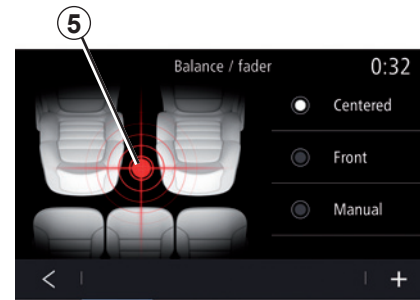 5
Balance / fader 0:32
Centered
Front
Manual
< +